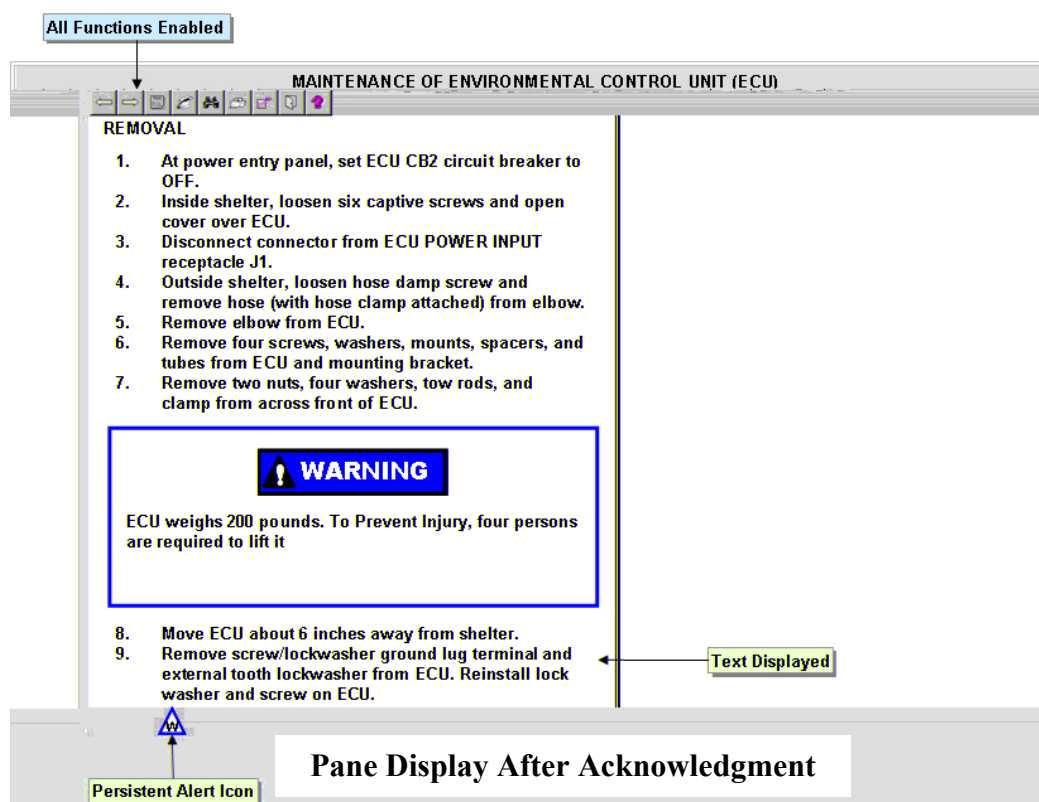 All Functions Enabled
MAINTENANCE OF ENVIRONMENTAL CONTROL UNIT (ECU)
REMOVAL
1. At power entry panel, set ECU CB2 circuit breaker to
OFF.
2. Inside shelter, loosen six captive screws and open
cover over ECU.
3. Disconnect connector from ECU POWER INPUT
receptacle J1.
4. Outside shelter, loosen hose damp screw and
remove hose (with hose clamp attached) from elbow.
5. Remove elbow from ECU.
6. Remove four screws, washers, mounts, spacers, and
tubes from ECU and mounting bracket.
7. Remove two nuts, four washers, tow rods, and
clamp from across front of ECU.
! WARNING
ECU weighs 200 pounds. To Prevent Injury, four persons
are required to lift it
8. Move ECU about 6 inches away from shelter.
9. Remove screw/lockwasher ground lug terminal and
external tooth lockwasher from ECU. Reinstall lock
washer and screw on ECU.
Text Displayed
W
Pane Display After Acknowledgment
Persistent Alert Icon